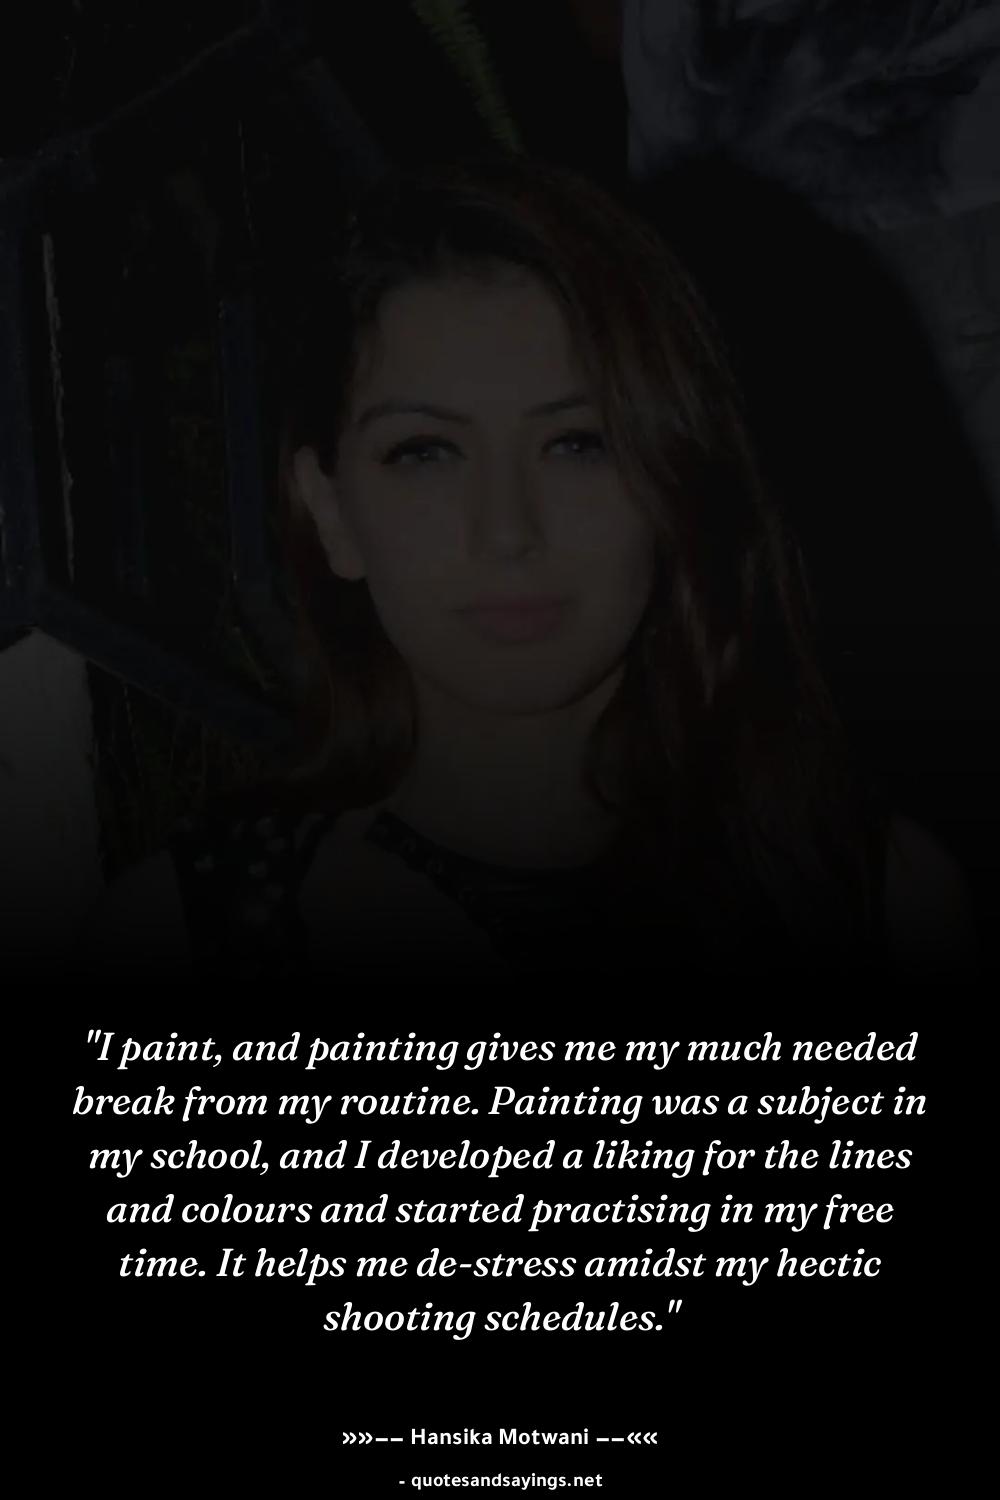 "I paint, and painting gives me my much needed
break from my routine. Painting was a subject in
my school, and I developed a liking for the lines
and colours and started practising in my free
time. It helps me de-stress amidst my hectic
shooting schedules."
»»−− Hansika Motwani −−««
- quotesandsayings.net